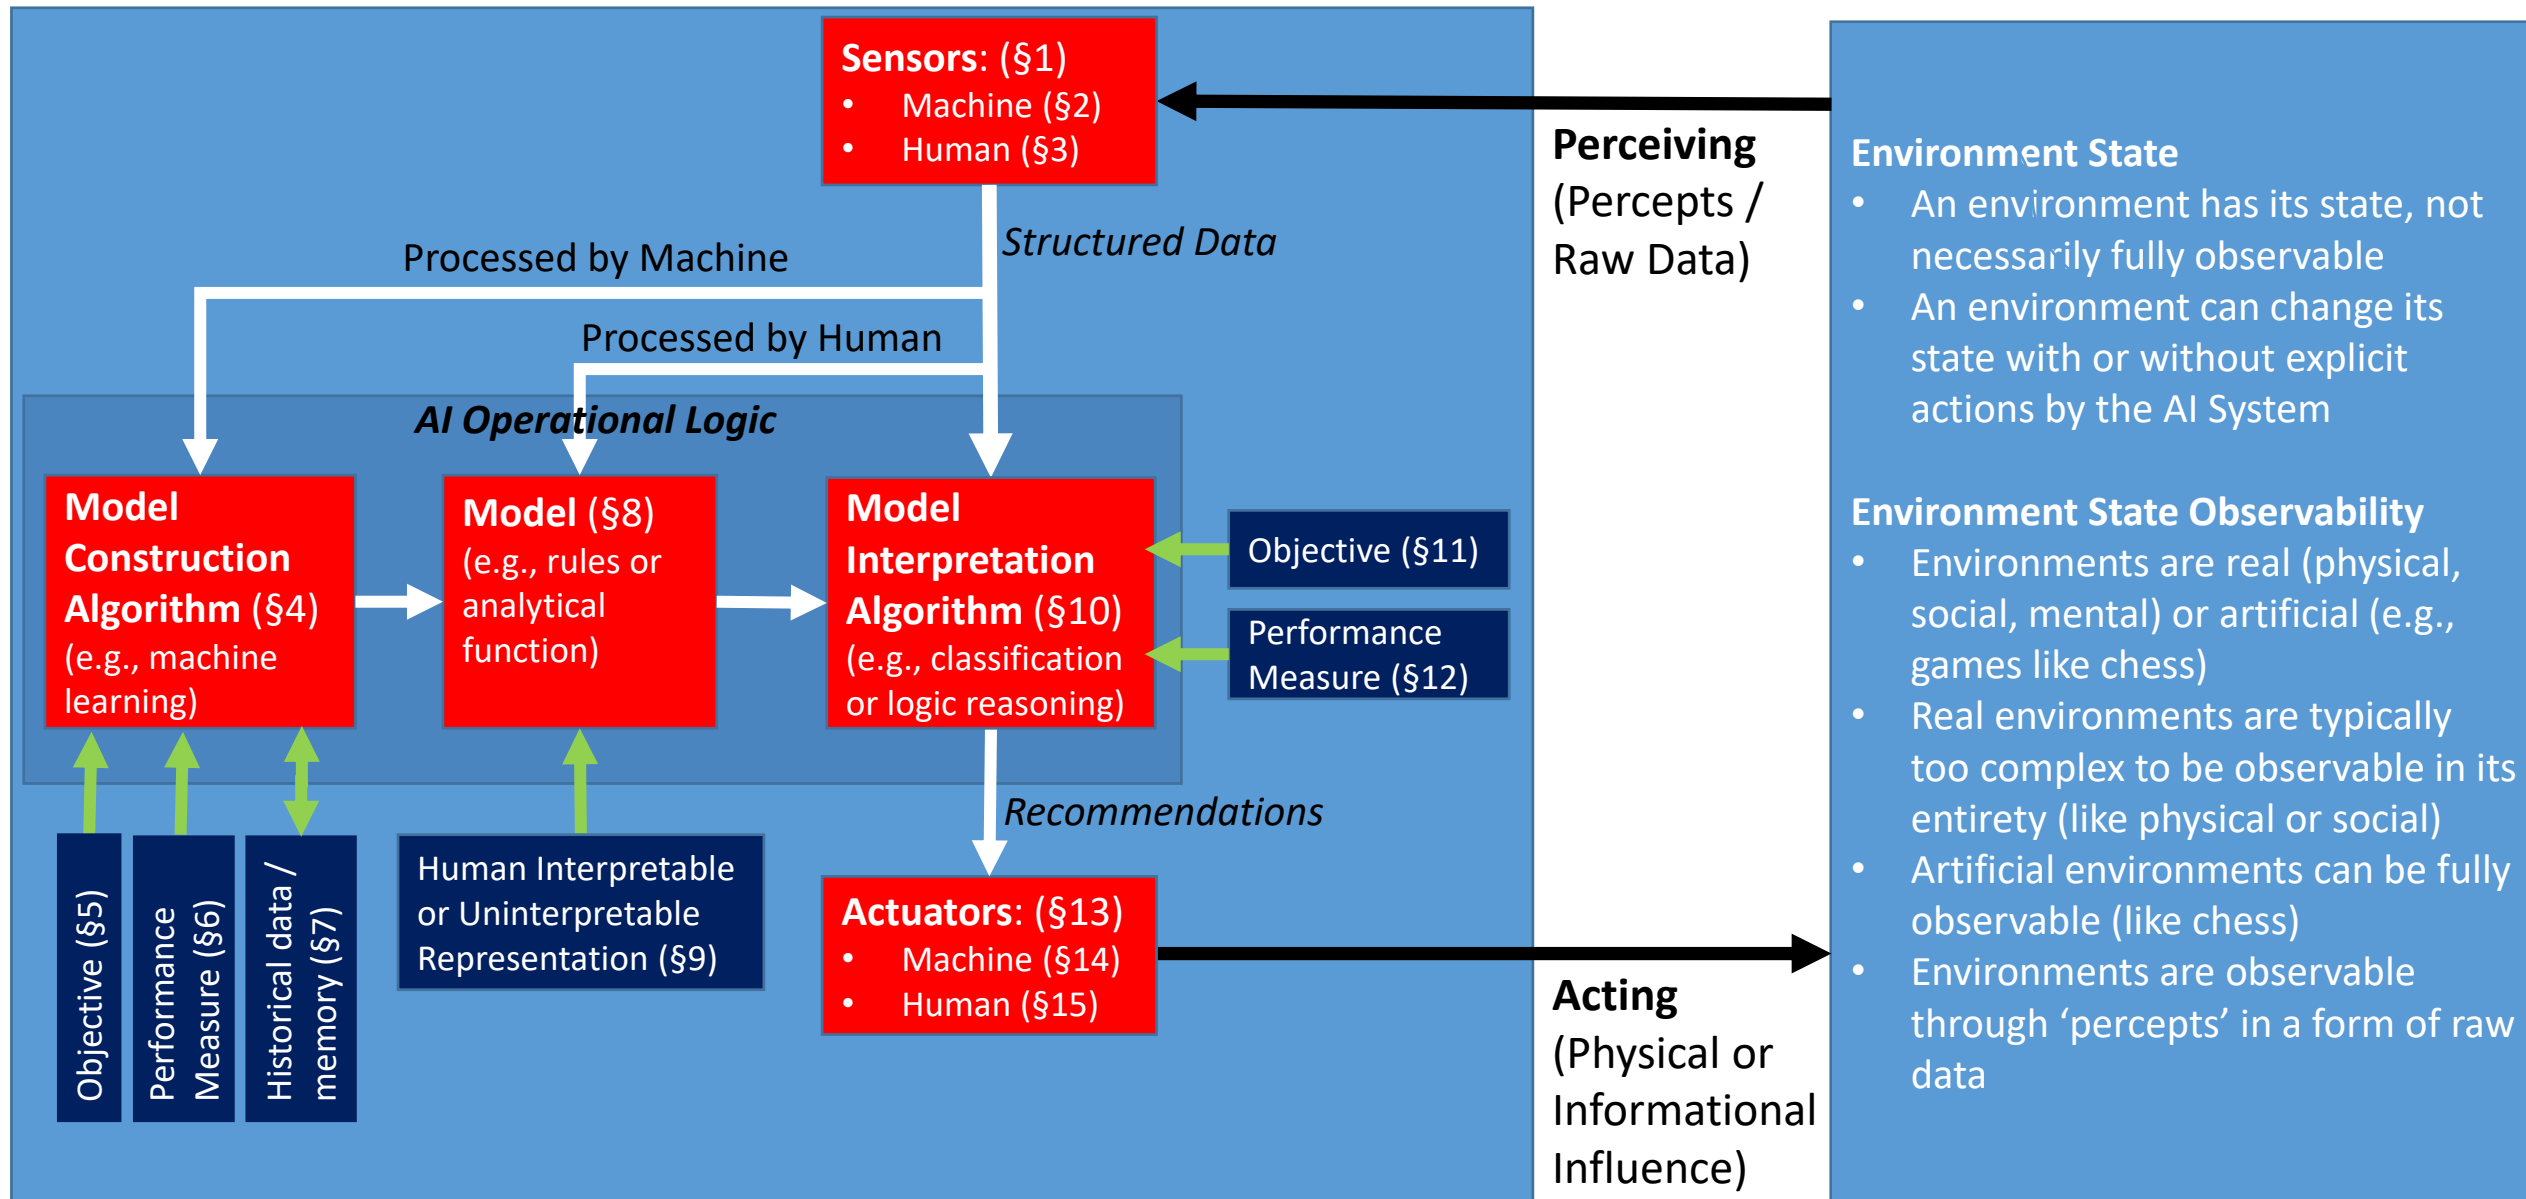 Sensors: (§1)
• Machine (§2)
• Human (§3)
Structured Data
Processed by Machine
Processed by Human
AI Operational Logic
Model
Construction
Algorithm (§4)
(e.g., machine
learning)
Model (§8)
(e.g., rules or
analytical
function)
Model
Interpretation
Algorithm (§10)
(e.g., classification
or logic reasoning)
Objective (§11)
Performance
Measure (§12)
Objective (§5)
Performance
Measure (§6)
Historical data /
memory (§7)
Human Interpretable
or Uninterpretable
Representation (§9)
Recommendations
Actuators: (§13)
• Machine (§14)
• Human (§15)
Perceiving
(Percepts /
Raw Data)
Acting
(Physical or
Informational
Influence)
Environment State
• An environment has its state, not
necessarily fully observable
• An environment can change its
state with or without explicit
actions by the AI System
Environment State Observability
• Environments are real (physical,
social, mental) or artificial (e.g.,
games like chess)
• Real environments are typically
too complex to be observable in its
entirety (like physical or social)
• Artificial environments can be fully
observable (like chess)
• Environments are observable
through ‘percepts’ in a form of raw
data